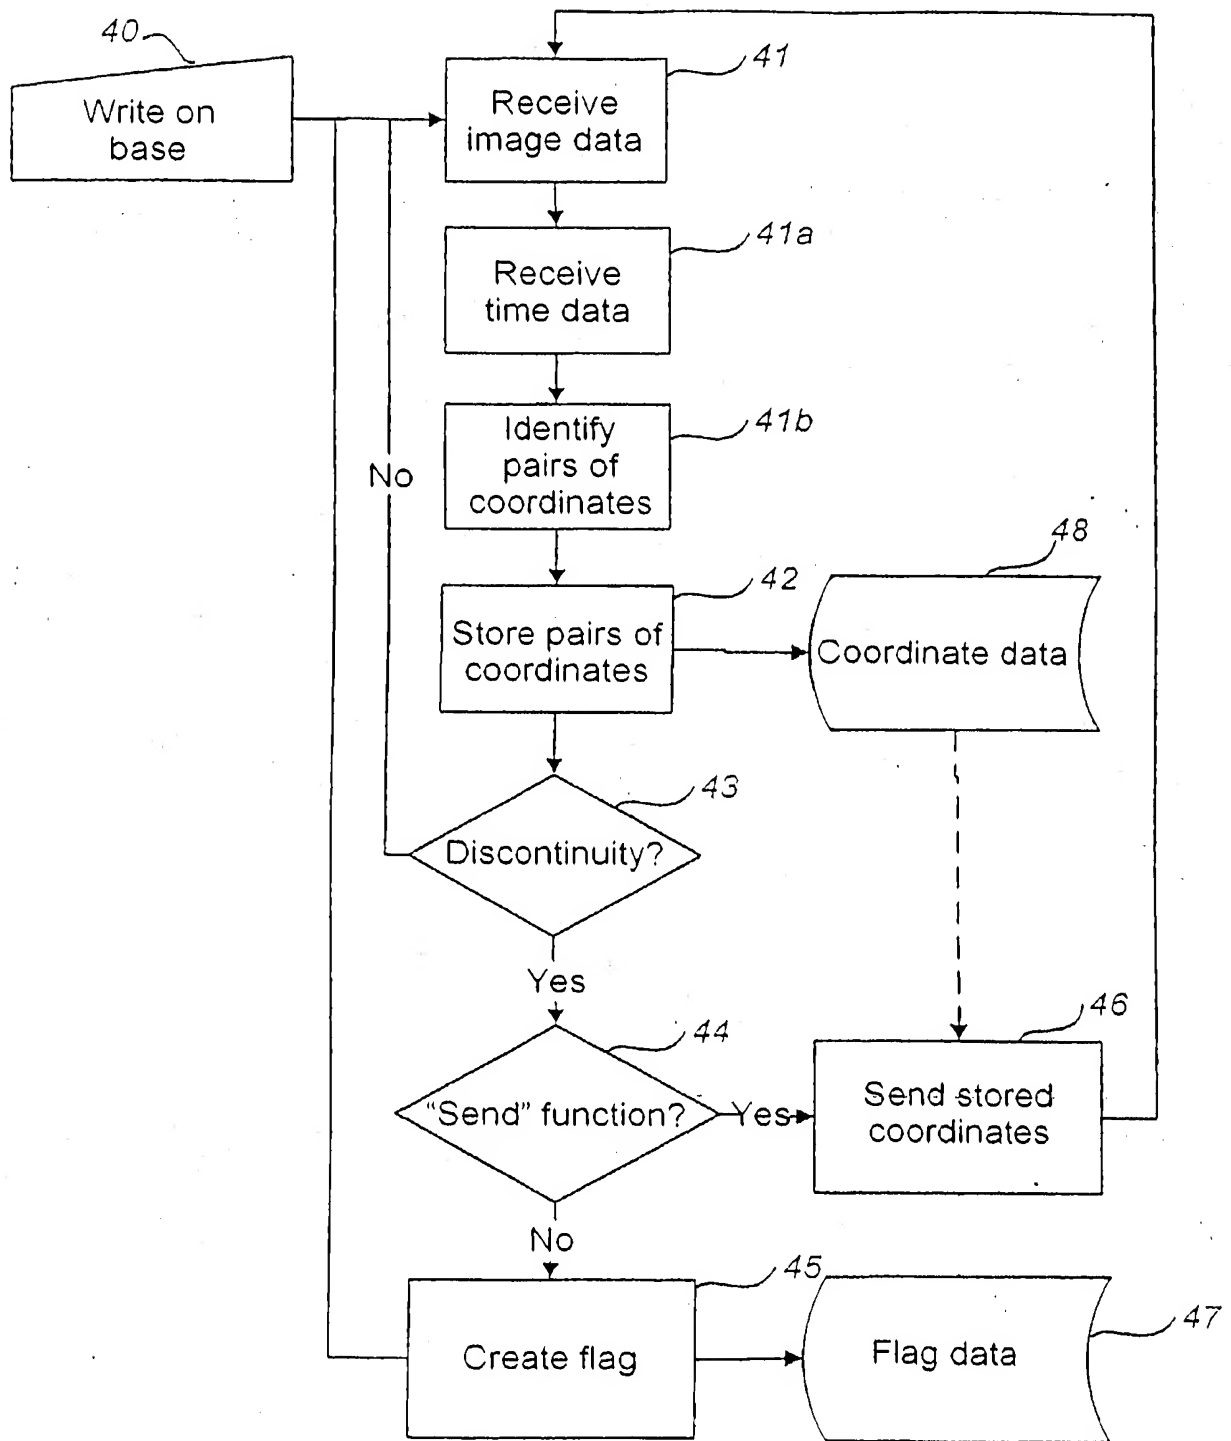 40
Write on
base
41
Receive
image data
41a
Receive
time data
41b
Identify
pairs of
coordinates
No
42
Store pairs of
coordinates
48
Coordinate data
43
Discontinuity?
Yes
44
"Send" function?
Yes
46
Send stored
coordinates
No
45
Create flag
47
Flag data